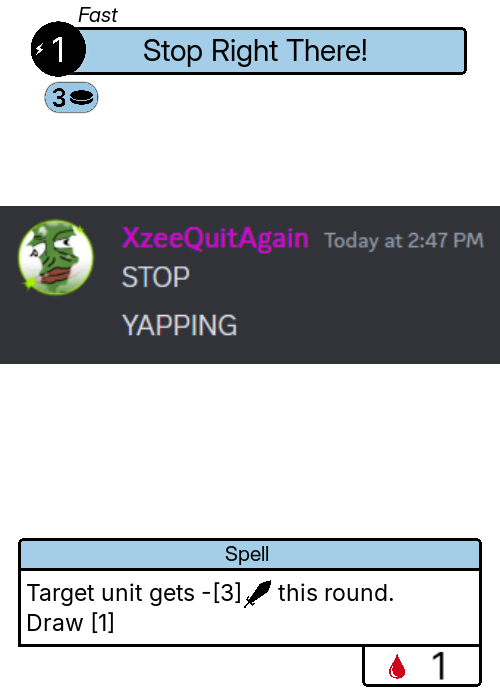 Fast
1
Stop Right There!
3
XzeeQuitAgain Today at 2:47 PM
STOP
YAPPING
Spell
Target unit gets -[3] this round.
Draw [1]
1